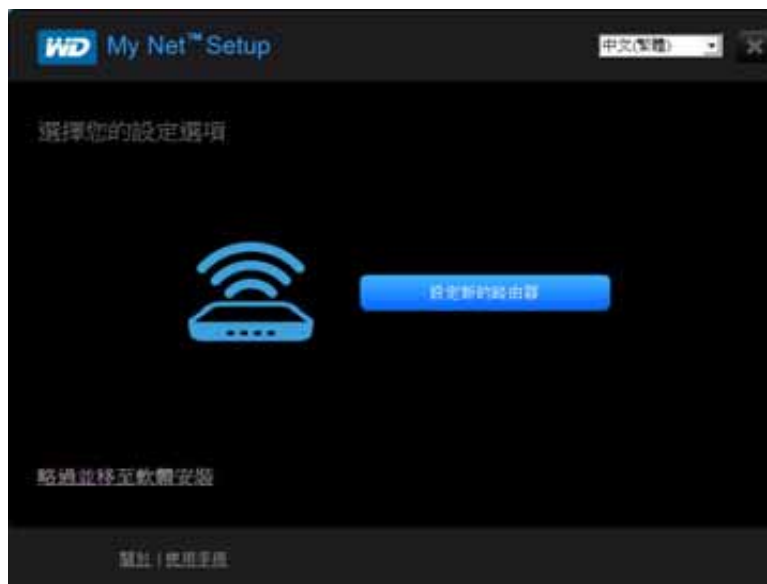 WD My Net™ Setup
中文(繁體)
選擇您的設定選項
設定新的路由器
略過並移至軟體安裝
關於 | 使用手冊